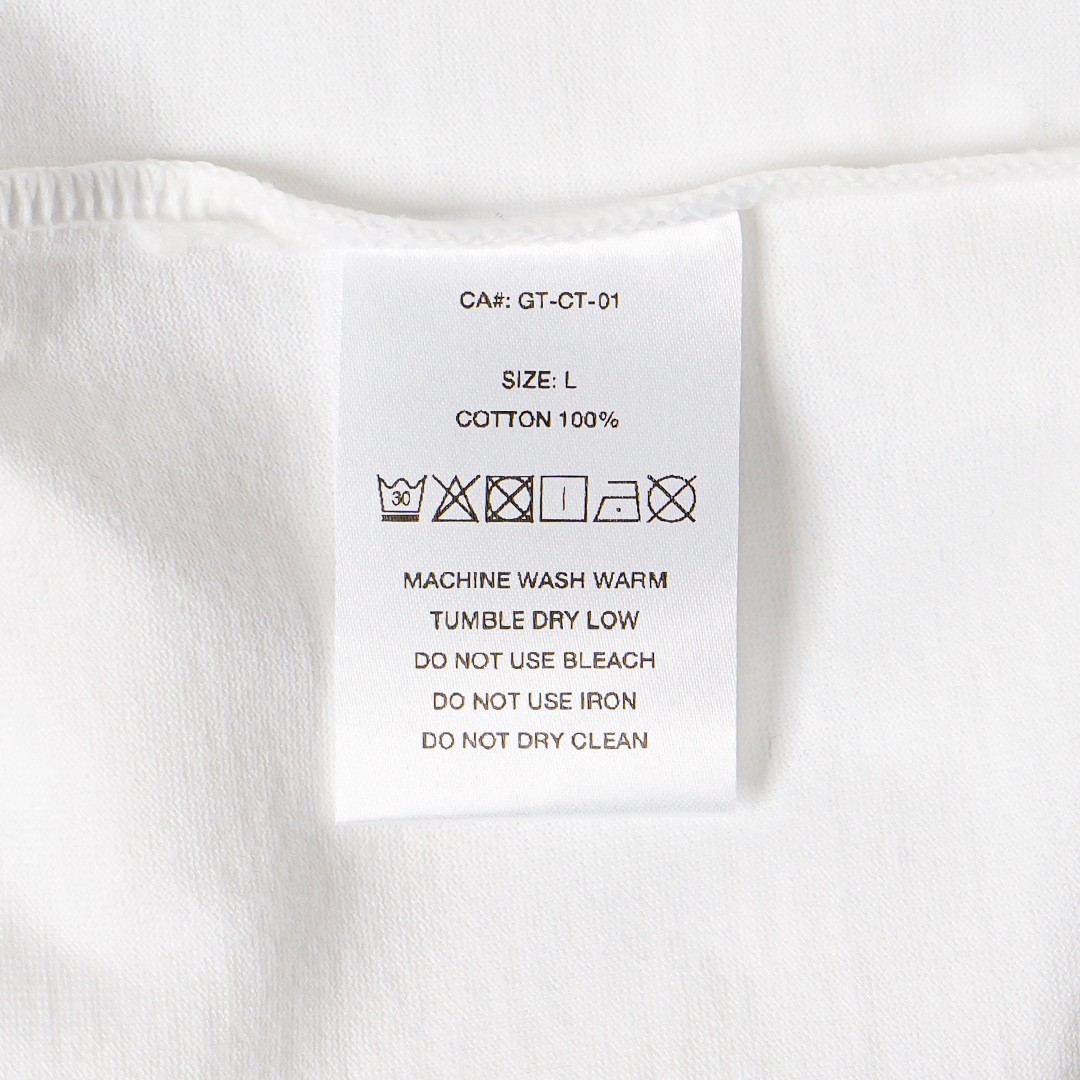 CA#: GT-CT-01
SIZE: L
COTTON 100%
30
MACHINE WASH WARM
TUMBLE DRY LOW
DO NOT USE BLEACH
DO NOT USE IRON
DO NOT DRY CLEAN